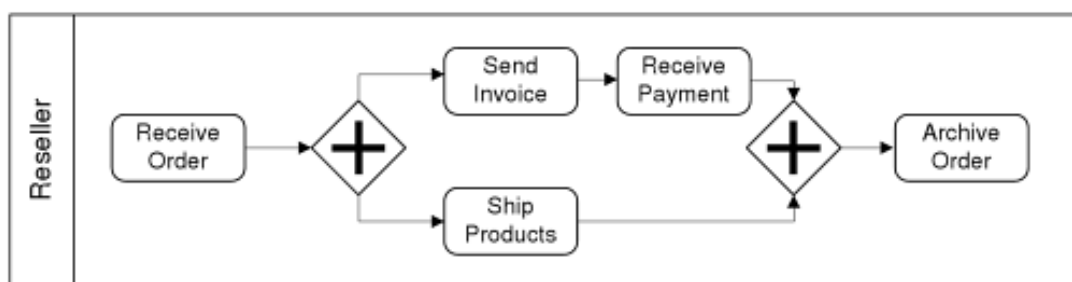 Reseller
Receive
Order
Send
Invoice
Receive
Payment
Ship
Products
Archive
Order